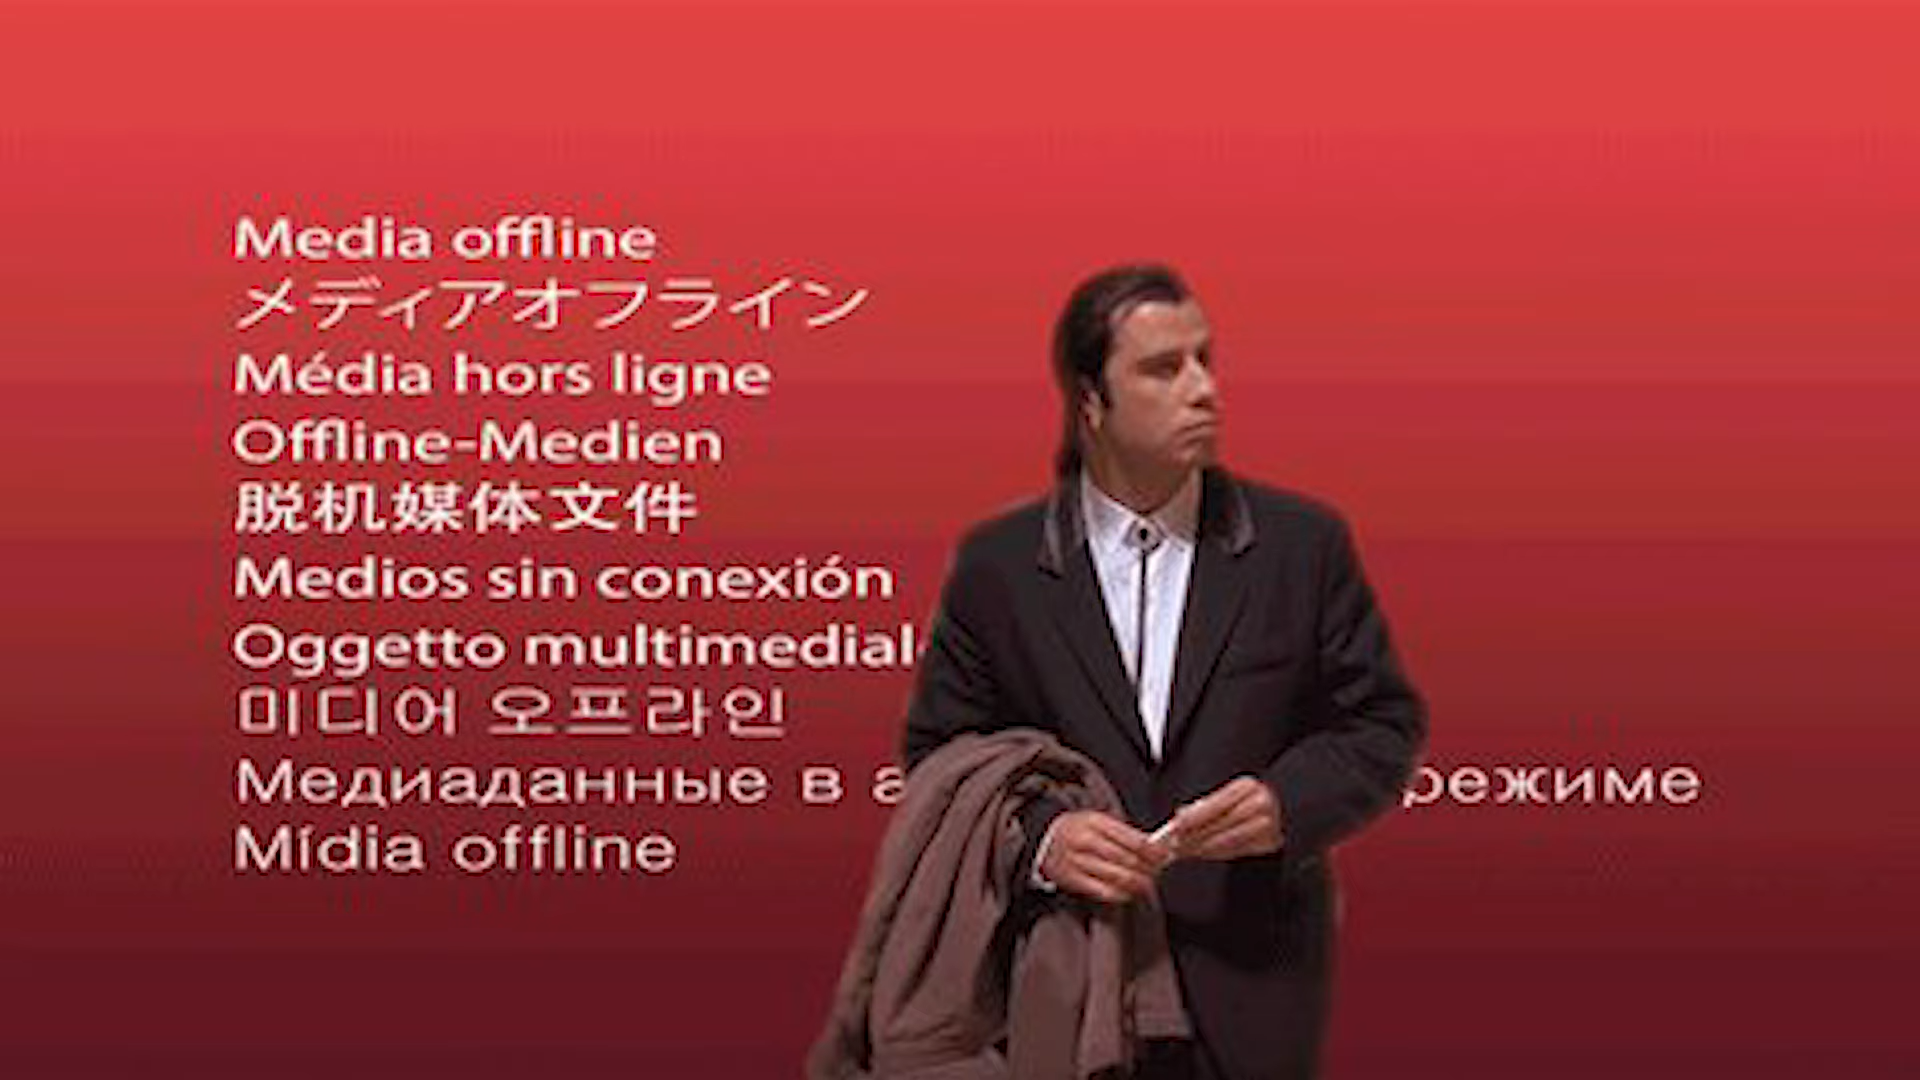 Media offline
メディアオフライン
Média hors ligne
Offline-Medien
脱机媒体文件
Medios sin conexión
Oggetto
미디어 오프라인
Медиаданные в режиме
Mídia offline